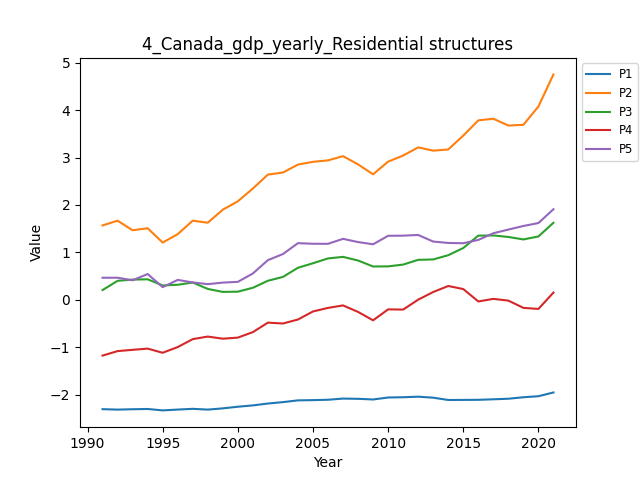 4_Canada_gdp_yearly_Residential structures
5
4
3
2
1
0
−1
−2
Value
1990
1995
2000
2005
2010
2015
2020
Year
P1
P2
P3
P4
P5